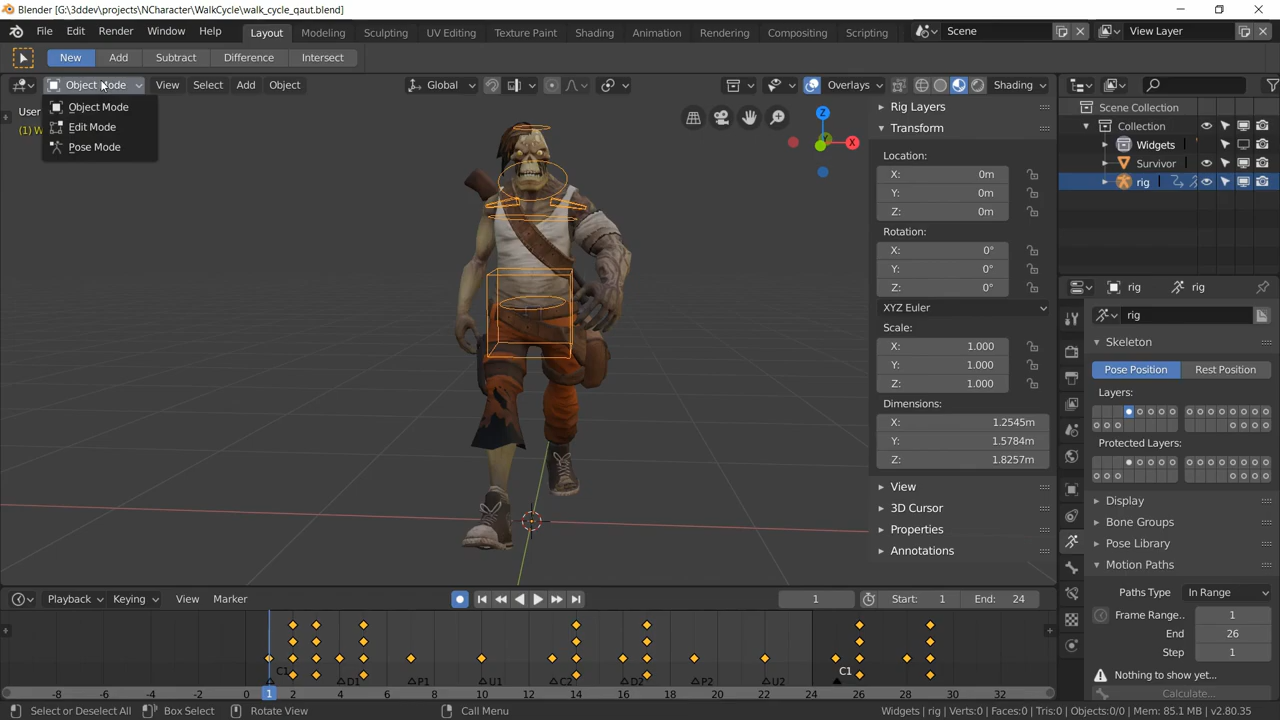 Blender [G:\3ddev\projects\NCharacter\WalkCycle\walk_cycle_qaut.blend]
File Edit Render Window Help Layout Modeling Sculpting UV Editing Texture Paint Shading Animation Rendering Compositing Scripting Scene View Layer
New Add Subtract Difference Intersect
Object Mode View Select Add Object Global Overlays Shading
Object Mode
Edit Mode
Pose Mode
User
(1) W
X
Z
Rig Layers
Transform
Location:
X: 0m
Y: 0m
Z: 0m
Rotation:
X: 0°
Y: 0°
Z: 0°
XYZ Euler
Scale:
X: 1.000
Y: 1.000
Z: 1.000
Dimensions:
X: 1.2545m
Y: 1.5784m
Z: 1.8257m
View
3D Cursor
Properties
Annotations
Scene Collection
Collection
Widgets
Survivor
rig
rig rig
rig
Skeleton
Pose Position Rest Position
Layers:
Protected Layers:
Display
Bone Groups
Pose Library
Motion Paths
Paths Type In Range
Frame Range.. 1
End 26
Step 1
Nothing to show yet...
Calculate...
Playback Keying View Marker 1 Start: 1 End: 24
C1 D1 P1 U1 C2 D2 P2 U2 C1
-8 -6 -4 -2 0 1 2 4 6 8 10 12 14 16 18 20 22 24 26 28 30 32
Select or Deselect All Box Select Rotate View Call Menu Widgets | rig | Verts:0 | Faces:0 | Tris:0 | Objects:0/0 | Mem: 85.1 MB | v2.80.35